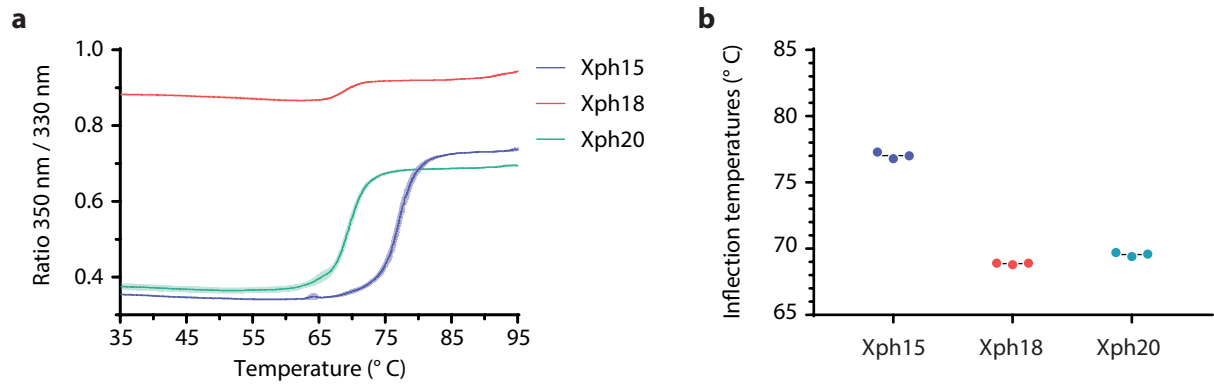 a
Ratio 350 nm / 330 nm
1.0
0.8
0.6
0.4
35
45
55
65
75
85
95
Temperature (° C)
Xph15
Xph18
Xph20
b
Inflection temperatures (° C)
85
80
75
70
65
Xph15
Xph18
Xph20